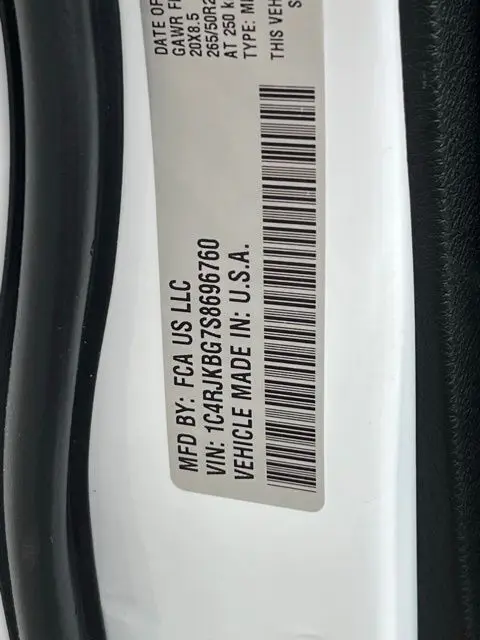 DATE OF
GAWR
20X8.5
265/50R2
AT 250
TYPE:
THIS VEH
MFD BY: FCA US LLC
VIN: 1C4RJKBG7S8696760
VEHICLE MADE IN: U.S.A.